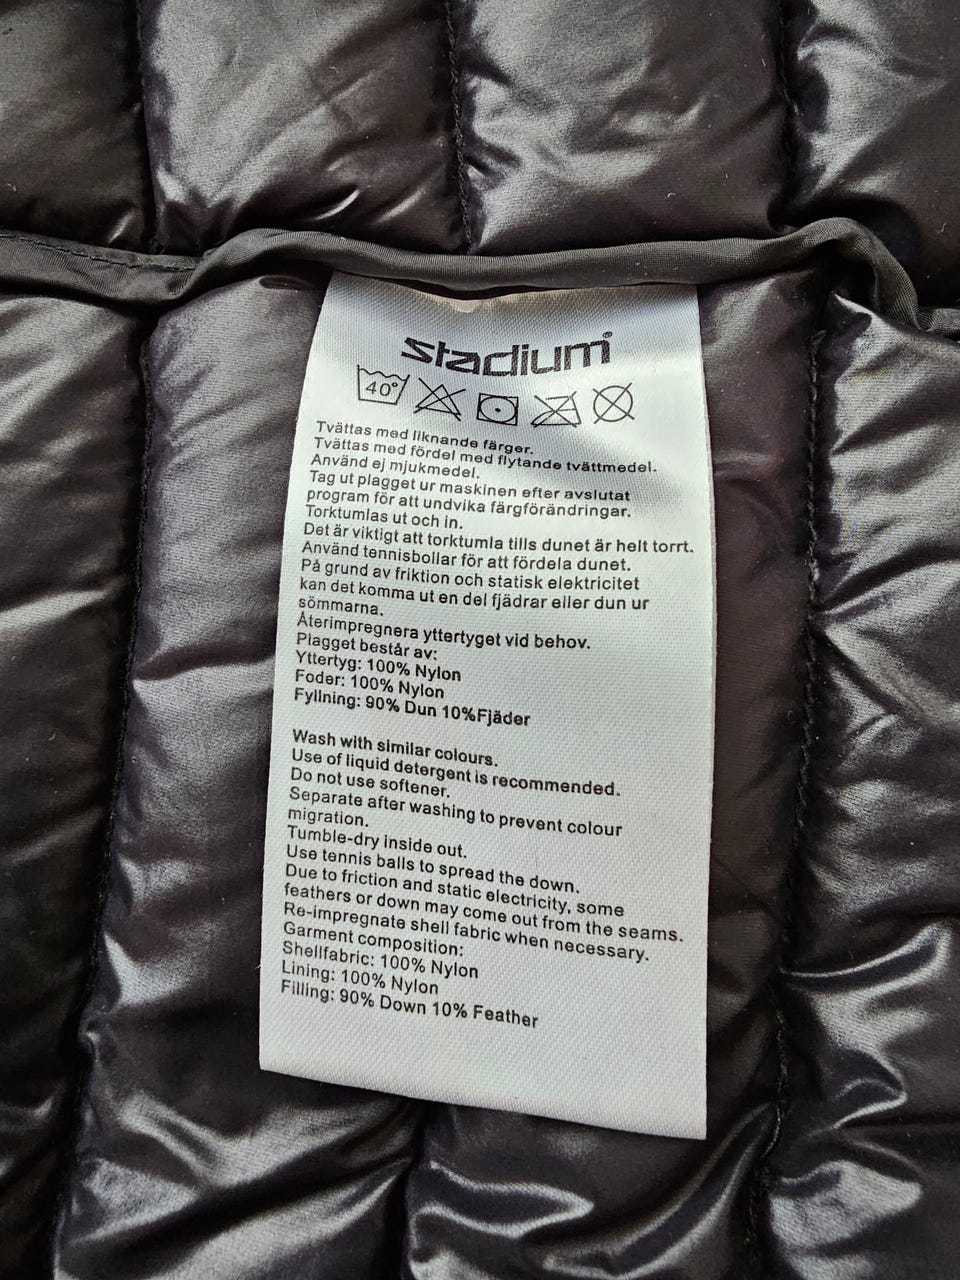 stadium
40°
Tvättas med liknande färger.
Tvättas med fördel med flytande tvättmedel.
Använd ej mjukmedel.
Tag ut plagget ur maskinen efter avslutat
program för att undvika färgförändringar.
Torktumlas ut och in.
Det är viktigt att torktumla tills dunet är helt torrt.
Använd tennisbollar för att fördela dunet.
På grund av friktion och statisk elektricitet
kan det komma ut en del fjädrar eller dun ur
sömmarna.
Återimpregnera yttertyget vid behov.
Plagget består av:
Yttertyg: 100% Nylon
Foder: 100% Nylon
Fyllning: 90% Dun 10%Fjäder
Wash with similar colours.
Use of liquid detergent is recommended.
Do not use softener.
Separate after washing to prevent colour
migration.
Tumble-dry inside out.
Use tennis balls to spread the down.
Due to friction and static electricity, some
feathers or down may come out from the seams.
Re-impregnate shell fabric when necessary.
Garment composition:
Shellfabric: 100% Nylon
Lining: 100% Nylon
Filling: 90% Down 10% Feather